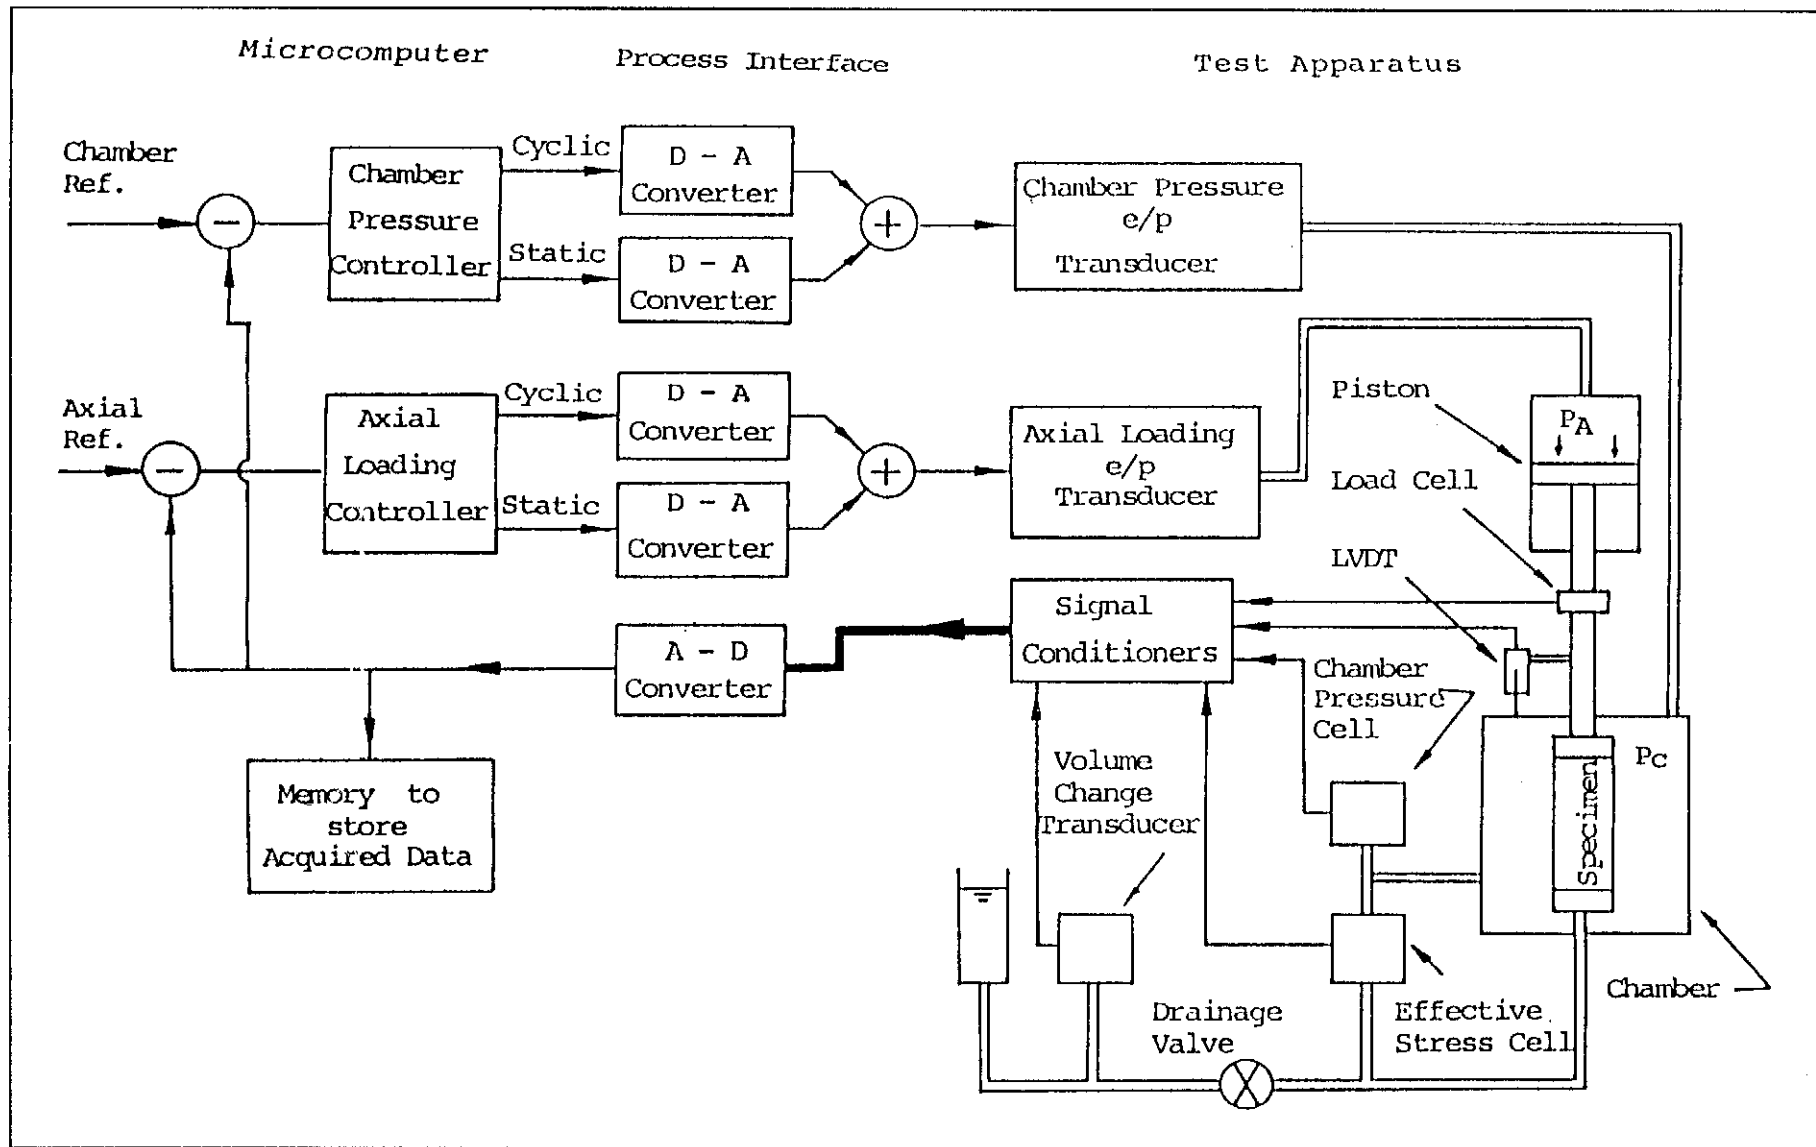 Microcomputer
Process Interface
Test Apparatus
Chamber
Ref.
−
Chamber
Pressure
Controller
Cyclic
Static
D - A
Converter
D - A
Converter
+
Chamber Pressure
e/p
Transducer
Axial
Ref.
−
Axial
Loading
Controller
Cyclic
Static
D - A
Converter
D - A
Converter
+
Axial Loading
e/p
Transducer
Piston
PA
Load Cell
LVDT
Signal
Conditioners
A - D
Converter
Memory to
store
Acquired Data
Chamber
Pressure
Cell
Pc
Specimen
Volume
Change
Transducer
Drainage
Valve
Effective
Stress Cell
Chamber